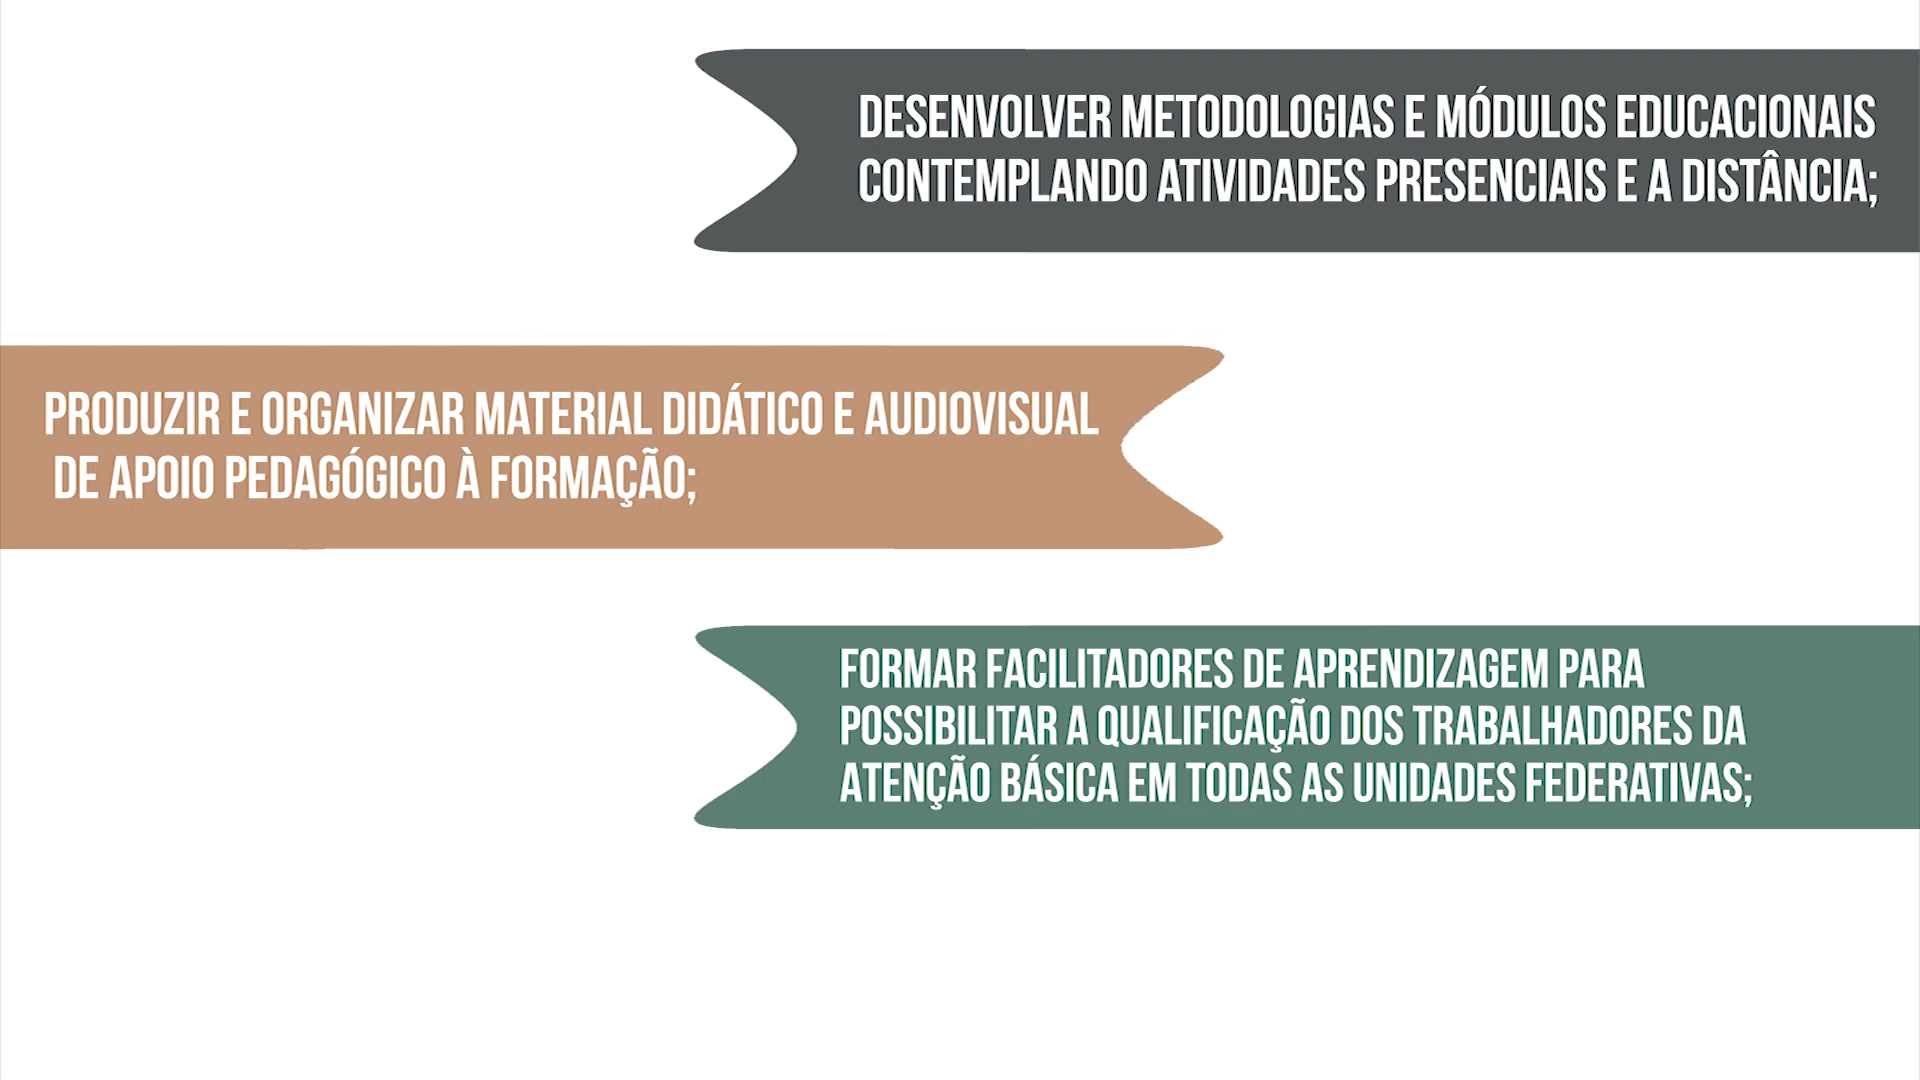 DESENVOLVER METODOLOGIAS E MÓDULOS EDUCACIONAIS
CONTEMPLANDO ATIVIDADES PRESENCIAIS E A DISTÂNCIA;
PRODUZIR E ORGANIZAR MATERIAL DIDÁTICO E AUDIOVISUAL
DE APOIO PEDAGÓGICO À FORMAÇÃO;
FORMAR FACILITADORES DE APRENDIZAGEM PARA
POSSIBILITAR A QUALIFICAÇÃO DOS TRABALHADORES DA
ATENÇÃO BÁSICA EM TODAS AS UNIDADES FEDERATIVAS;